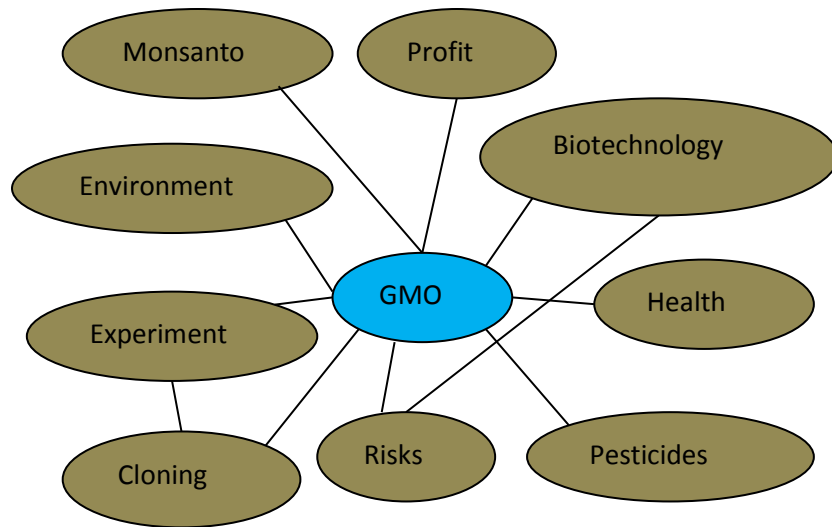 Monsanto
Profit
Biotechnology
Environment
GMO
Health
Experiment
Risks
Pesticides
Cloning